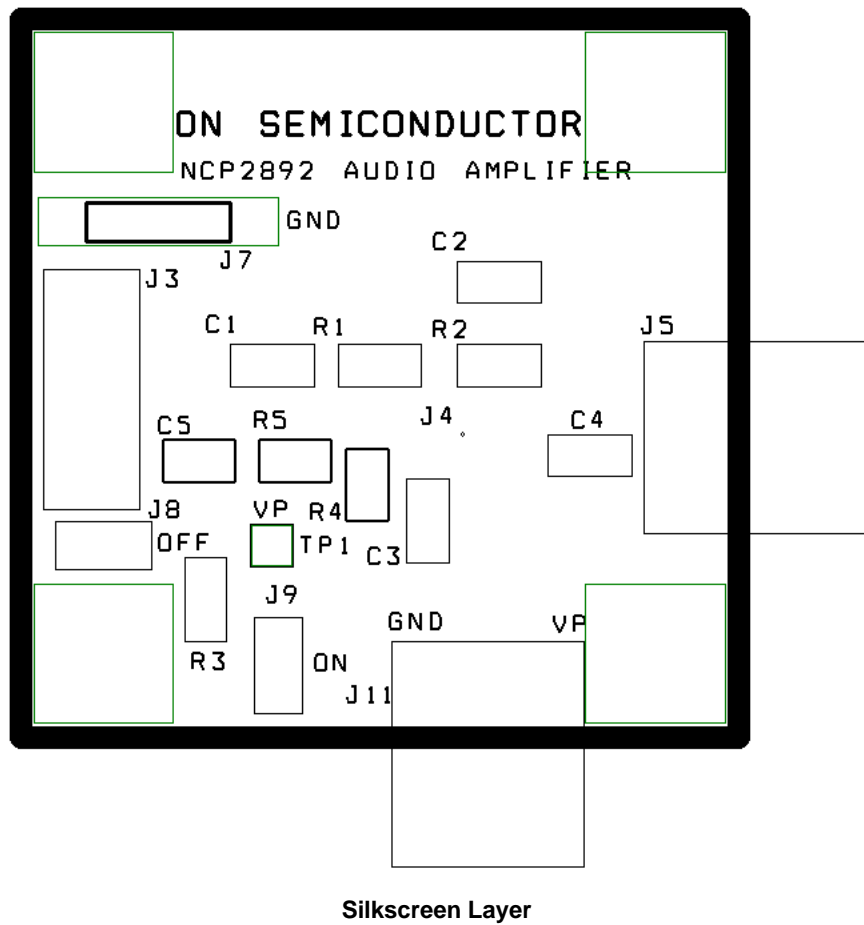 ON SEMICONDUCTOR
NCP2892 AUDIO AMPLIFIER
GND
J7
C2
J3
C1
R1
R2
J5
J4
C5
R5
C4
J8
VP
R4
OFF
TP1
C3
J9
GND
VP
R3
ON
J11
Silkscreen Layer